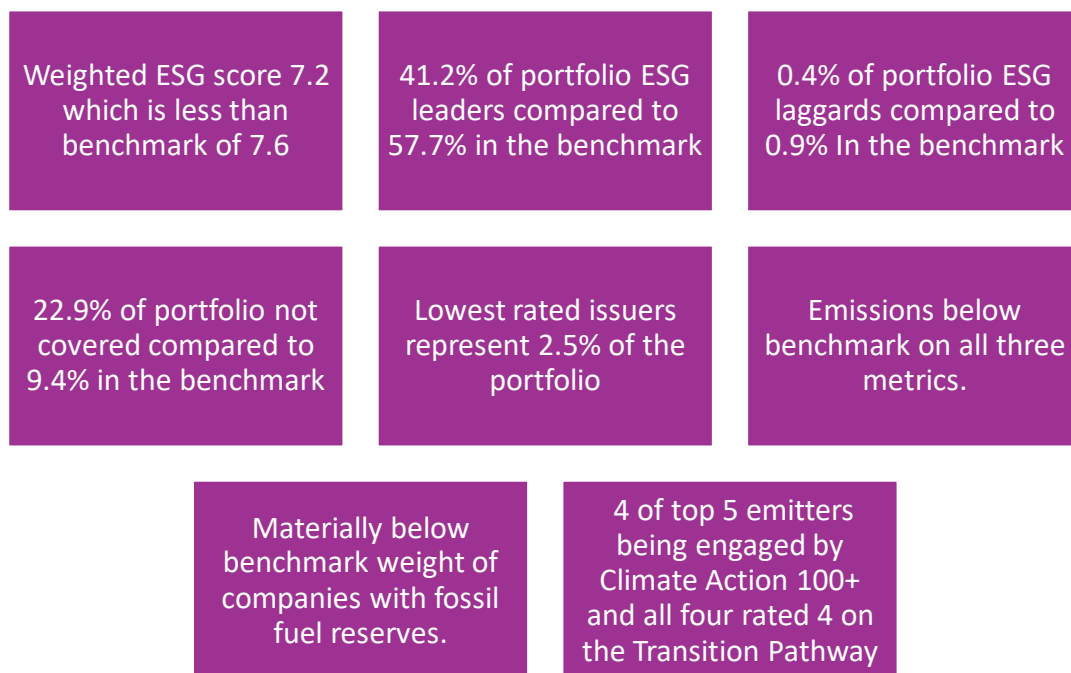 Weighted ESG score 7.2
which is less than
benchmark of 7.6
41.2% of portfolio ESG
leaders compared to
57.7% in the benchmark
0.4% of portfolio ESG
laggards compared to
0.9% In the benchmark
22.9% of portfolio not
covered compared to
9.4% in the benchmark
Lowest rated issuers
represent 2.5% of the
portfolio
Emissions below
benchmark on all three
metrics.
Materially below
benchmark weight of
companies with fossil
fuel reserves.
4 of top 5 emitters
being engaged by
Climate Action 100+
and all four rated 4 on
the Transition Pathway